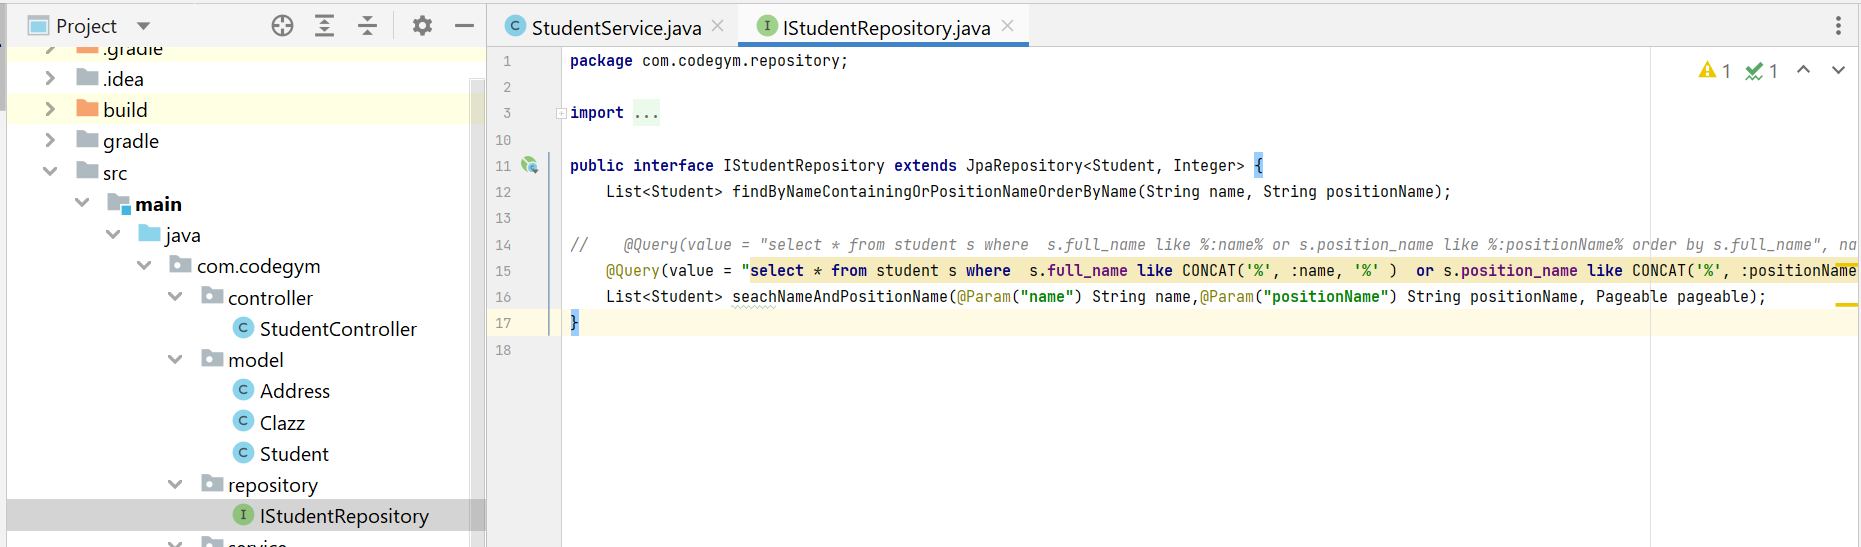 Project
.gradle
.idea
build
gradle
src
main
java
com.codegym
controller
StudentController
model
Address
Clazz
Student
repository
IStudentRepository
service
StudentService.java
IStudentRepository.java
1 1
1 package com.codegym.repository;
2
3 import ...
10
11 public interface IStudentRepository extends JpaRepository<Student, Integer> {
12 List<Student> findByNameContainingOrPositionNameOrderByName(String name, String positionName);
13
14 // @Query(value = "select * from student s where s.full_name like %:name% or s.position_name like %:positionName% order by s.full_name", na
15 @Query(value = "select * from student s where s.full_name like CONCAT('%', :name, '%' ) or s.position_name like CONCAT('%', :positionName
16 List<Student> seachNameAndPositionName(@Param("name") String name,@Param("positionName") String positionName, Pageable pageable);
17 }
18